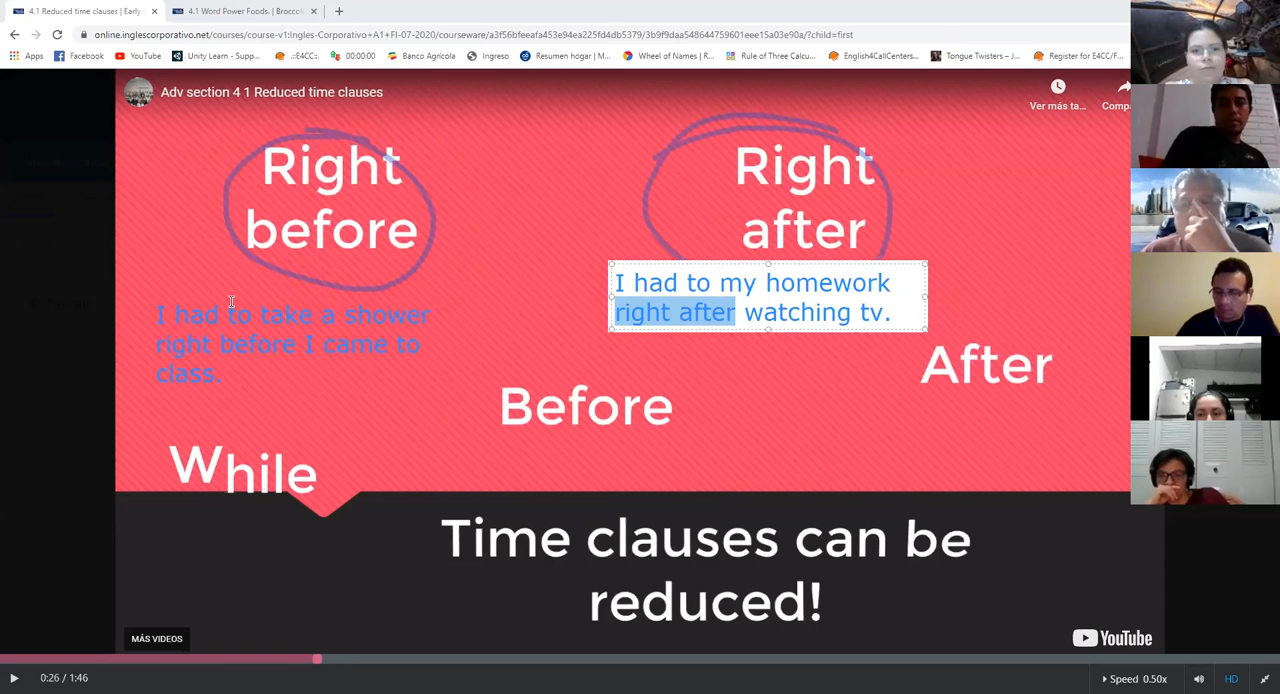 4.1 Reduced time clauses | Early
4.1 Word Power Foods. | Broccol
online.inglescorporativo.net/courses/course-v1:Ingles-Corporativo+A1+FI-07-2020/courseware/a3f56bfeefa453e94ea225fd4db5379/3b9f9daa548644759601eee15a03e90a/?child=first
Apps Facebook YouTube Unity Learn - Supp... .::E4CC:. 00:00:00 Banco Agrícola Ingreso Resumen hogar | M... Wheel of Names | R... Rule of Three Calcu... English4CallCenters... Tongue Twisters – J... Register for E4CC/F...
Adv section 4 1 Reduced time clauses
Ver más ta... Compa
Right
before
Right
after
I had to my homework
right after watching tv.
I had to take a shower
right before I came to
class.
After
Before
While
Time clauses can be
reduced!
MÁS VIDEOS
YouTube
0:26 / 1:46
Speed 0.50x
HD